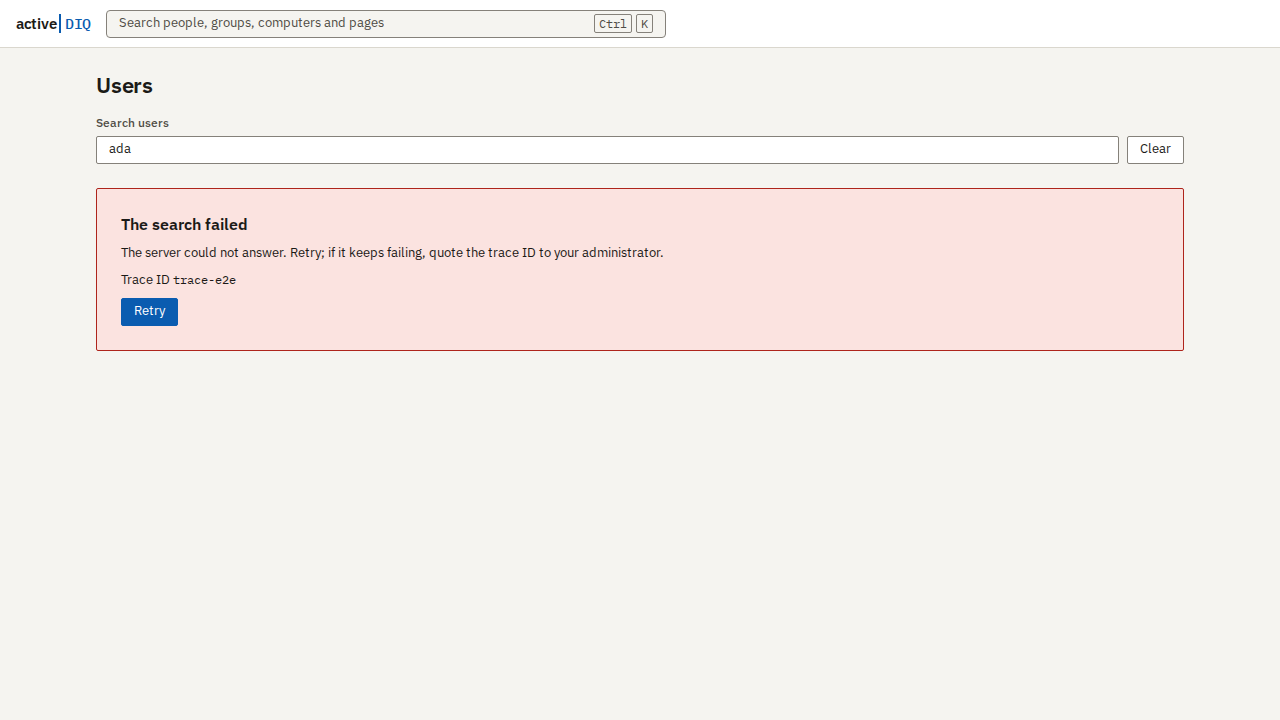 active DIQ
Search people, groups, computers and pages
Ctrl K
Users
Search users
ada
Clear
The search failed
The server could not answer. Retry; if it keeps failing, quote the trace ID to your administrator.
Trace ID trace-e2e
Retry